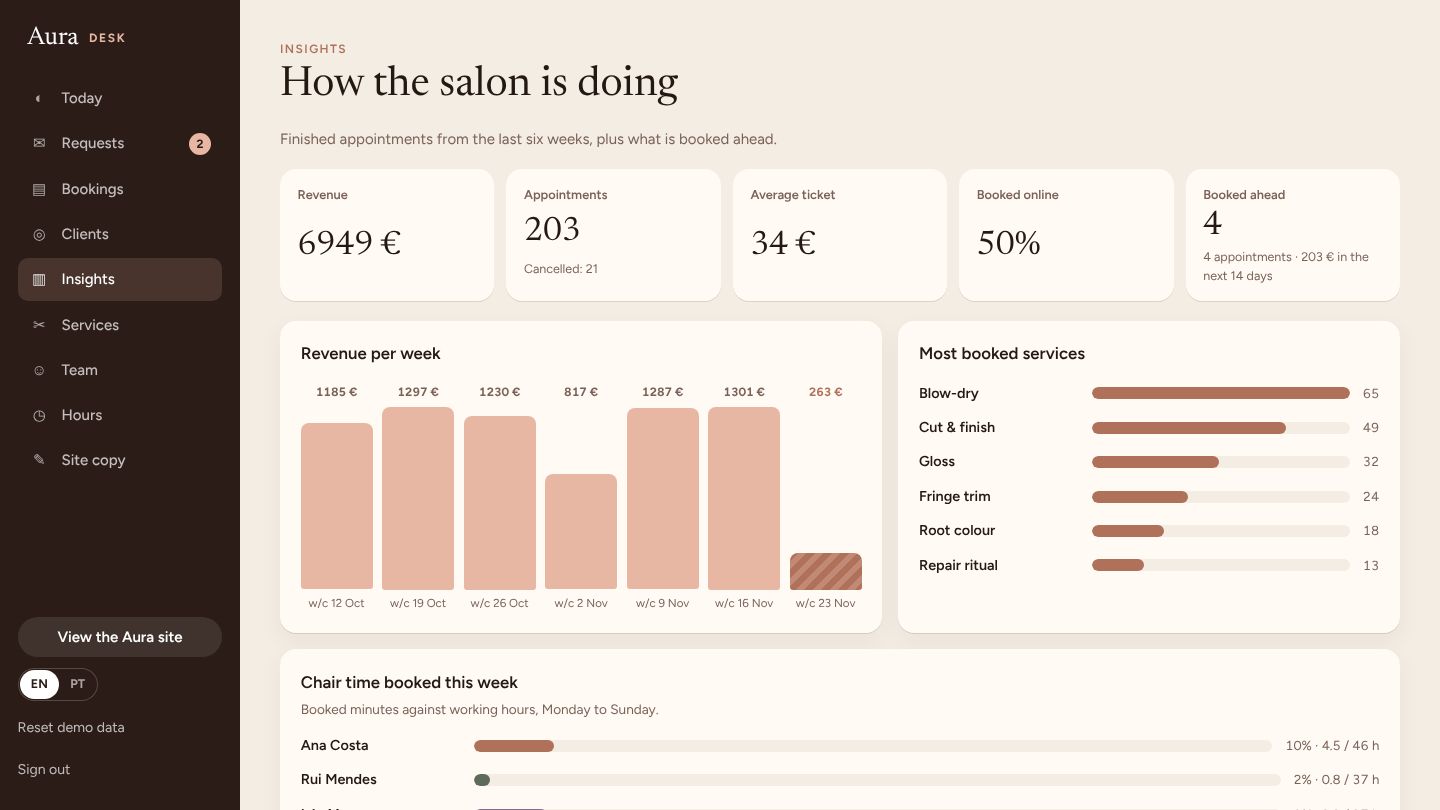 Aura DESK
Today
Requests 2
Bookings
Clients
Insights
Services
Team
Hours
Site copy
View the Aura site
EN PT
Reset demo data
Sign out
INSIGHTS
How the salon is doing
Finished appointments from the last six weeks, plus what is booked ahead.
Revenue
6949 €
Appointments
203
Cancelled: 21
Average ticket
34 €
Booked online
50%
Booked ahead
4
4 appointments · 203 € in the
next 14 days
Revenue per week
1185 € 1297 € 1230 € 817 € 1287 € 1301 € 263 €
w/c 12 Oct w/c 19 Oct w/c 26 Oct w/c 2 Nov w/c 9 Nov w/c 16 Nov w/c 23 Nov
Most booked services
Blow-dry 65
Cut & finish 49
Gloss 32
Fringe trim 24
Root colour 18
Repair ritual 13
Chair time booked this week
Booked minutes against working hours, Monday to Sunday.
Ana Costa 10% · 4.5 / 46 h
Rui Mendes 2% · 0.8 / 37 h